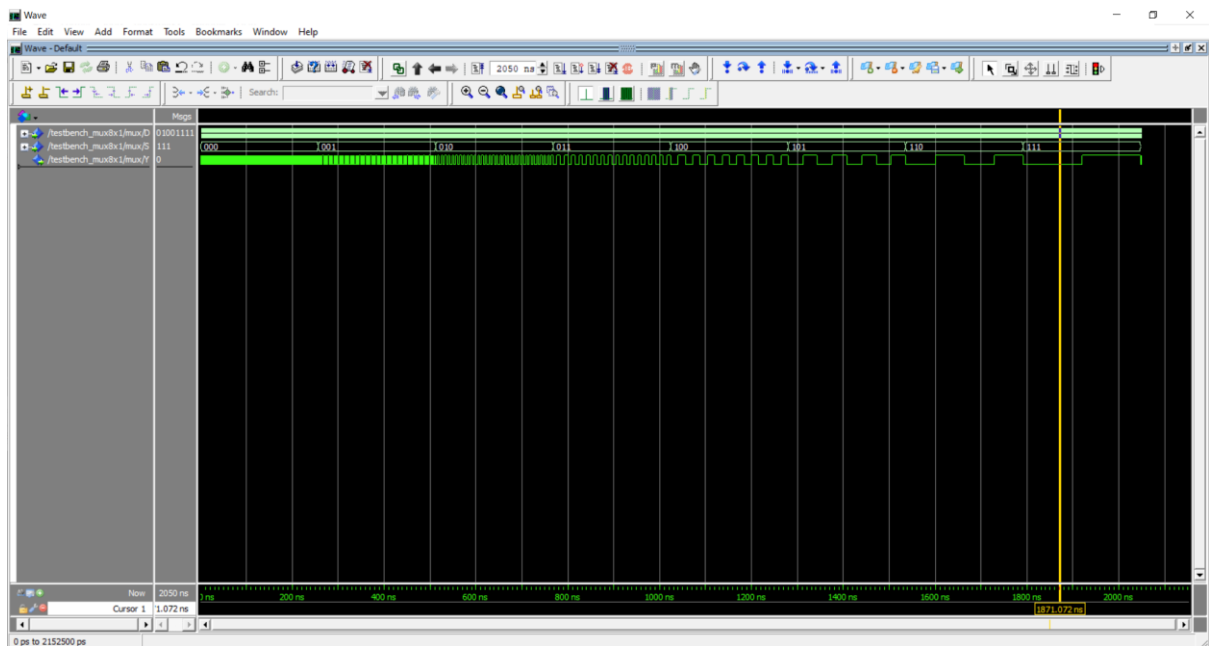 Wave
File Edit View Add Format Tools Bookmarks Window Help
Wave - Default
2050 ns
Search:
Msgs
/testbench_mux8x1/mux/D 01001111
/testbench_mux8x1/mux/S 111 000 001 010 011 100 101 110 111
/testbench_mux8x1/mux/Y 0
Now 2050 ns
200 ns 400 ns 600 ns 800 ns 1000 ns 1200 ns 1400 ns 1600 ns 1800 ns 2000 ns
Cursor 1 1.072 ns 1871.072 ns
0 ps to 2152500 ps